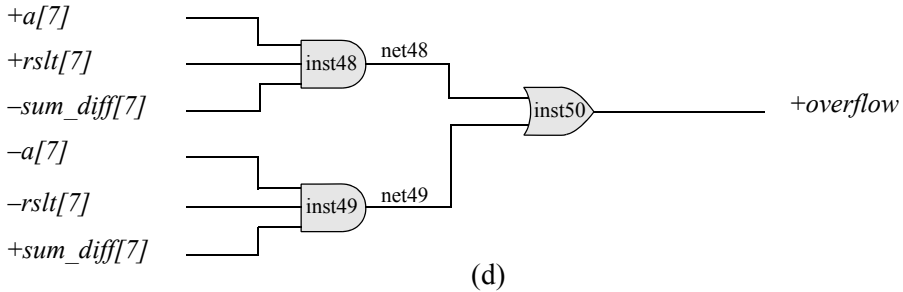 +a[7]
+rslt[7]
–sum_diff[7]
inst48
net48
–a[7]
–rslt[7]
+sum_diff[7]
inst49
net49
inst50
+overflow
(d)